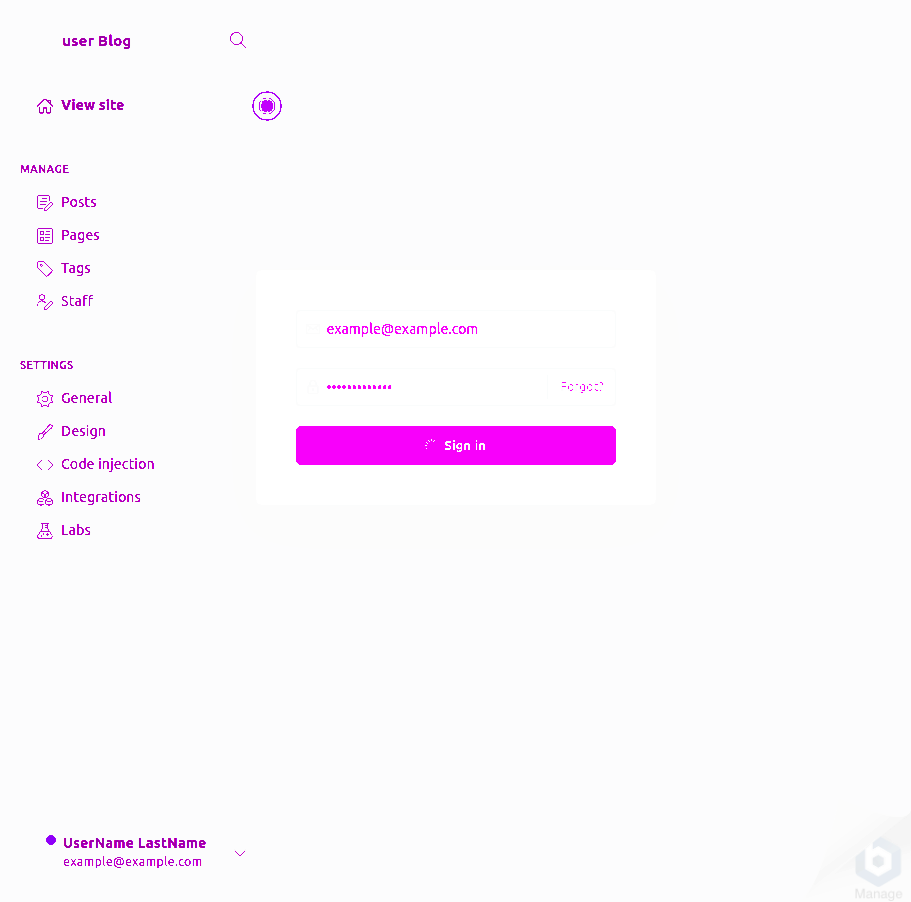 user Blog
View site
MANAGE
Posts
Pages
Tags
Staff
SETTINGS
General
Design
Code injection
Integrations
Labs
example@example.com
•••••••••••••
Forgot?
Sign in
UserName LastName
example@example.com
Manage